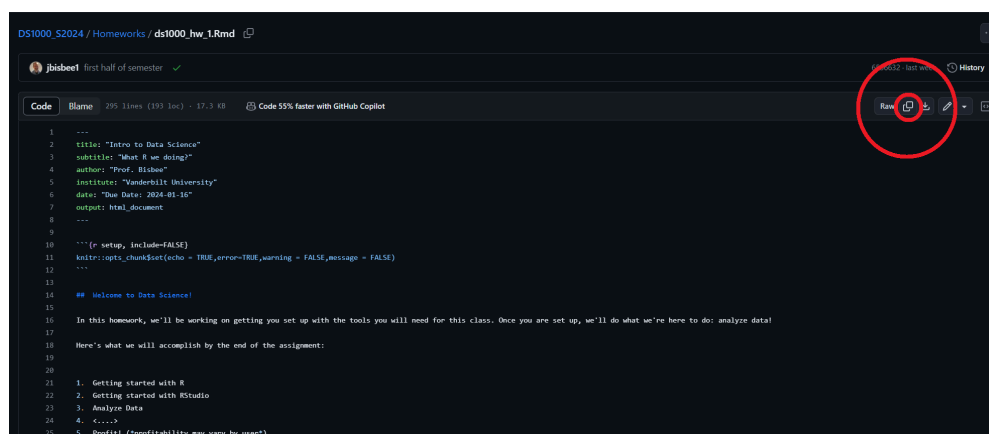 DS1000_S2024 / Homeworks / ds1000_hw_1.Rmd
jbisbee1 first half of semester
last week History
Code Blame 295 lines (193 loc) · 17.3 KB Code 55% faster with GitHub Copilot
Raw
1 ---
2 title: "Intro to Data Science"
3 subtitle: "What R we doing?"
4 author: "Prof. Bisbee"
5 institute: "Vanderbilt University"
6 date: "Due Date: 2024-01-16"
7 output: html_document
8 ---
9
10 ```{r setup, include=FALSE}
11 knitr::opts_chunk$set(echo = TRUE,error=TRUE,warning = FALSE,message = FALSE)
12 ```
13
14 ## Welcome to Data Science!
15
16 In this homework, we'll be working on getting you set up with the tools you will need for this class. Once you are set up, we'll do what we're here to do: analyze data!
17
18 Here's what we will accomplish by the end of the assignment:
19
20
21 1. Getting started with R
22 2. Getting started with RStudio
23 3. Analyze Data
24 4. <....>
25 5. Profit! (*profitability may vary by user*)